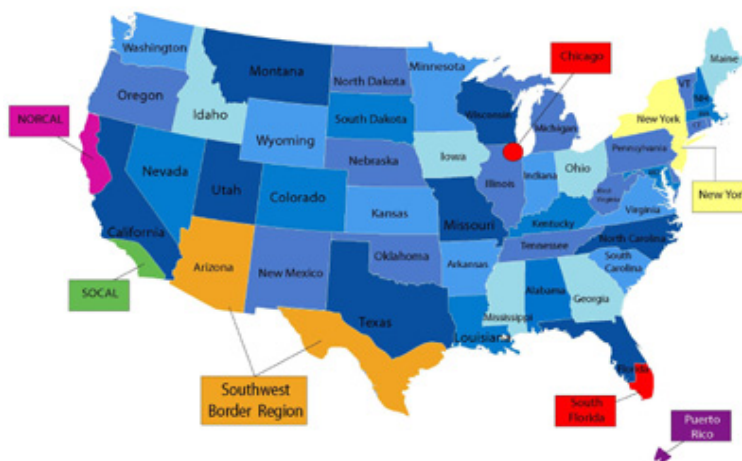 Washington
Montana
North Dakota
Minnesota
Chicago
Maine
Oregon
Idaho
South Dakota
Wisconsin
Michigan
VT
NH
New York
NORCAL
Wyoming
Nebraska
Iowa
Pennsylvania
Nevada
Utah
Colorado
Illinois
Indiana
Ohio
West
Virginia
Virginia
New York
California
Kansas
Missouri
Kentucky
SOCAL
Arizona
New Mexico
Oklahoma
Arkansas
Tennessee
North Carolina
South
Carolina
Texas
Louisiana
Mississippi
Alabama
Georgia
Southwest
Border Region
Florida
South
Florida
Puerto
Rico